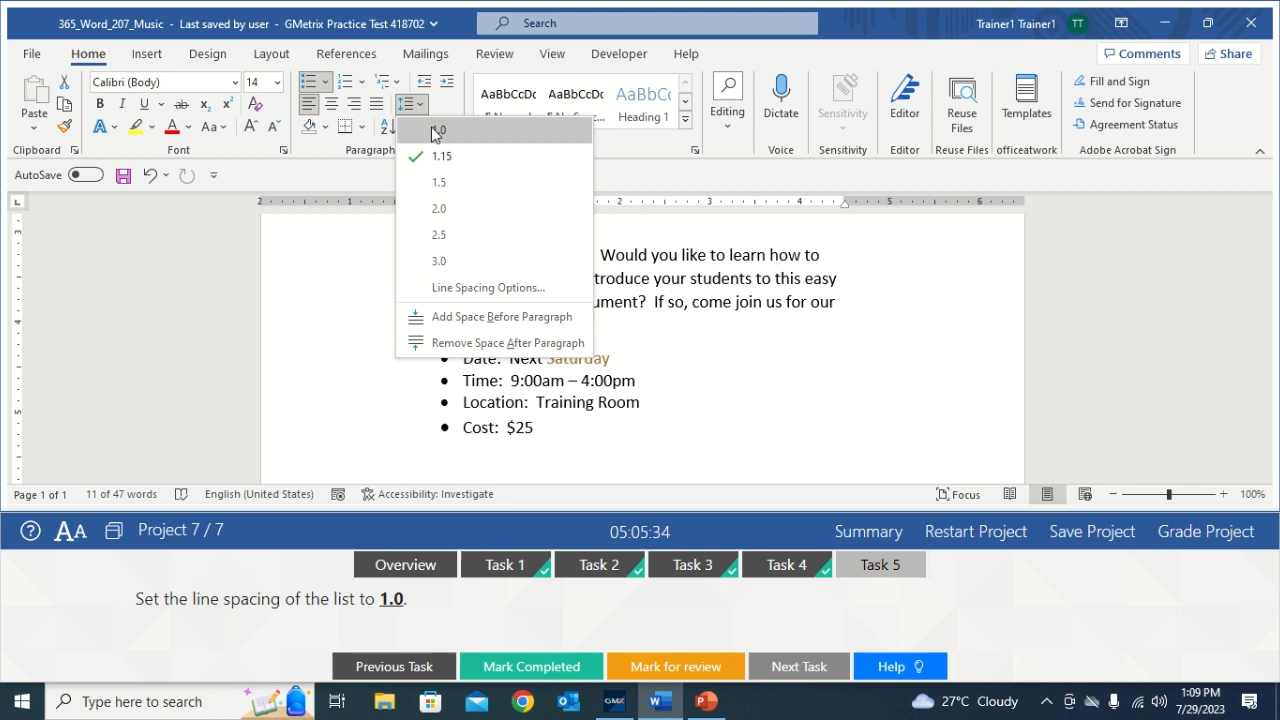 365_Word_207_Music - Last saved by user - GMetrix Practice Test 418702
Search
Trainer1 Trainer1
TT
File Home Insert Design Layout References Mailings Review View Developer Help
Comments
Share
Paste
Calibri (Body)
14
AaBbCcDc AaBbCcDc AaBbCc
Heading 1
Editing
Dictate
Sensitivity
Editor
Reuse
Files
Templates
Fill and Sign
Send for Signature
Agreement Status
Clipboard
Font
Paragraph
Voice
Sensitivity
Editor
Reuse Files
officeatwork
Adobe Acrobat Sign
AutoSave
1.0
1.15
1.5
2.0
2.5
3.0
Line Spacing Options...
Add Space Before Paragraph
Remove Space After Paragraph
Would you like to learn how to
troduce your students to this easy
ument? If so, come join us for our
Date: Next Saturday
Time: 9:00am – 4:00pm
Location: Training Room
Cost: $25
Page 1 of 1
11 of 47 words
English (United States)
Accessibility: Investigate
Focus
100%
Project 7 / 7
05:05:34
Summary
Restart Project
Save Project
Grade Project
Overview
Task 1
Task 2
Task 3
Task 4
Task 5
Set the line spacing of the list to 1.0.
Previous Task
Mark Completed
Mark for review
Next Task
Help
Type here to search
GMX
27°C Cloudy
1:09 PM
7/29/2023